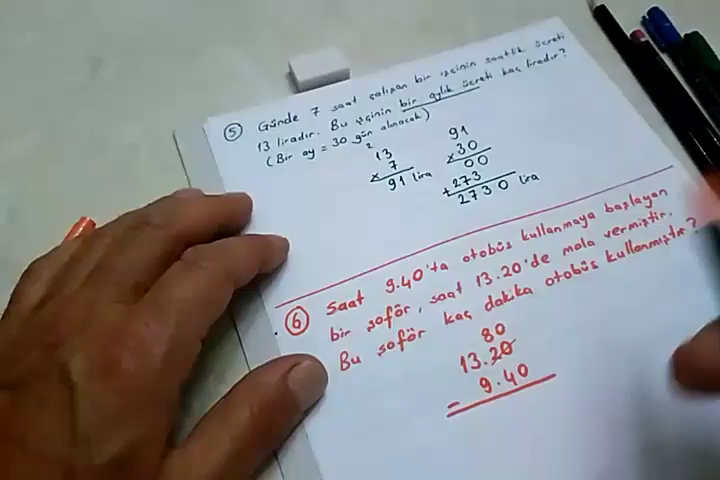 5 Günde 7 saat çalışan bir işçinin saatlik ücreti
13 liradır. Bu işçinin bir aylık ücreti kaç liradır?
(Bir ay = 30 gün alınacak)
2
13
x 7
91 lira
91
x 30
00
+273
2730 lira
6 Saat 9.40'ta otobüs kullanmaya başlayan
bir şoför, saat 13.20'de mola vermiştir.
Bu şoför kaç dakika otobüs kullanmıştır?
80
13.20
- 9.40